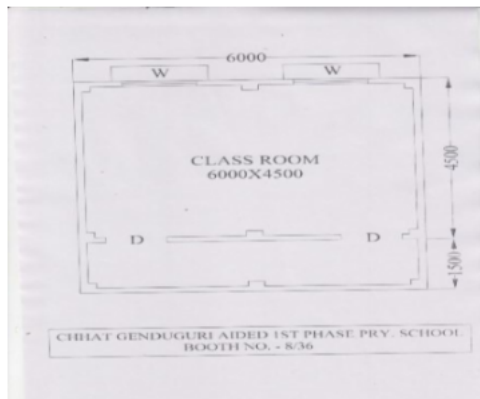 6000
W W
CLASS ROOM
6000X4500
4500
D D
1500
CHHAT GENDUGURI AIDED 1ST PHASE PRY. SCHOOL
BOOTH NO. - 8/36